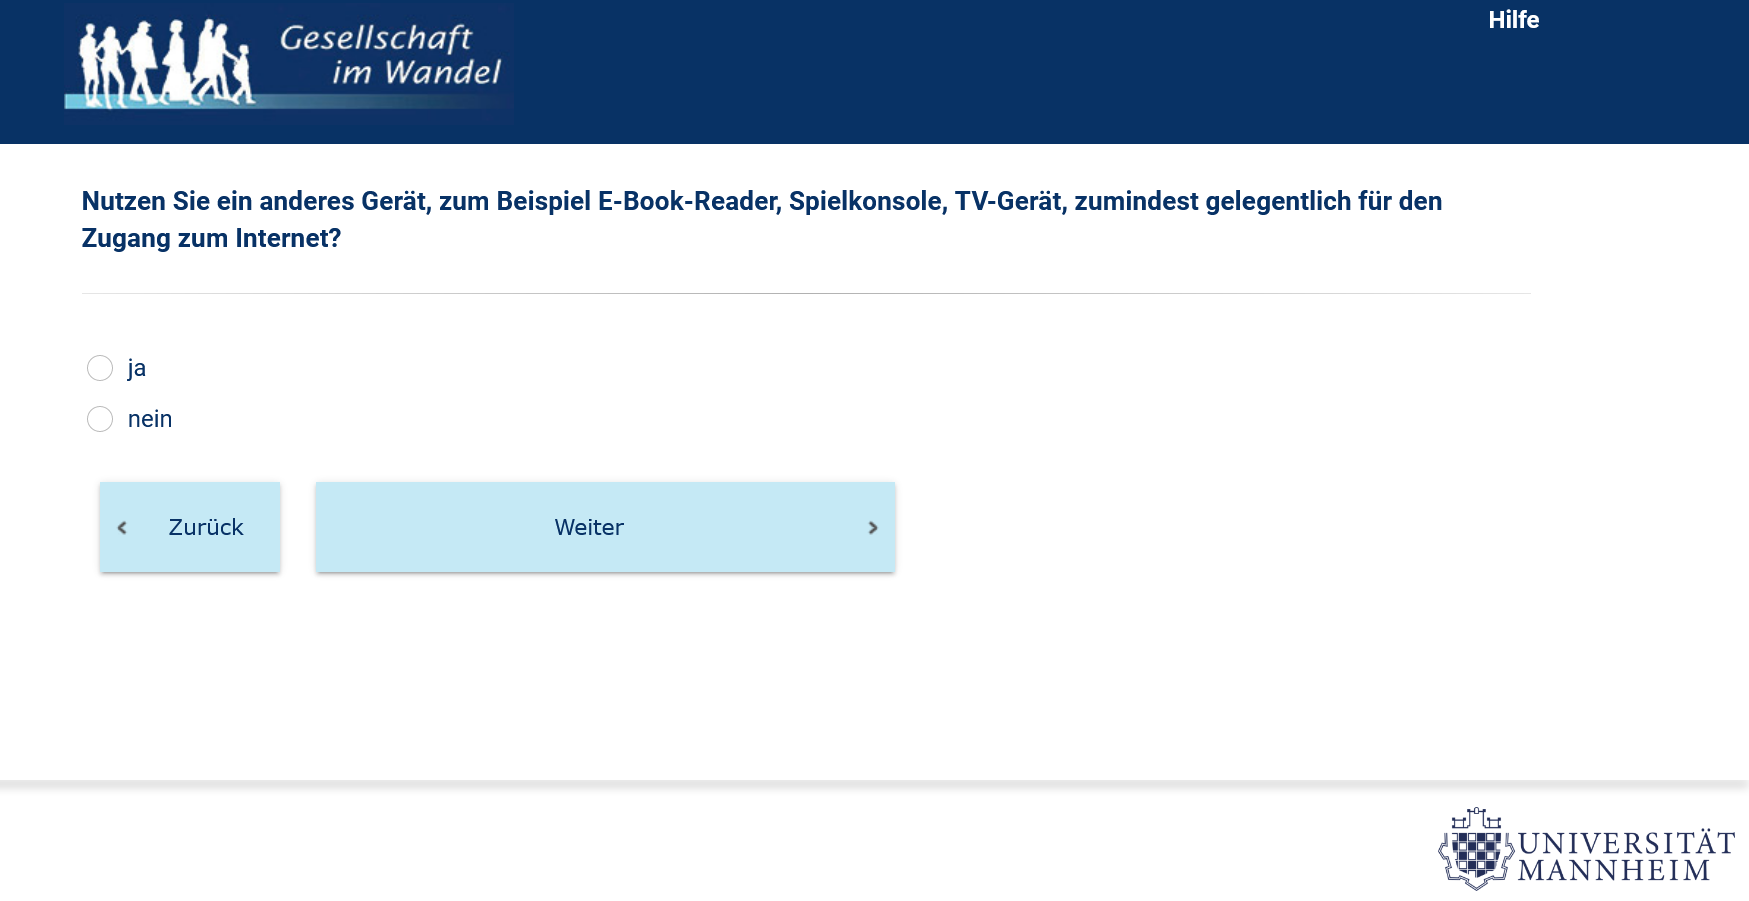 Gesellschaft
im Wandel
Hilfe
Nutzen Sie ein anderes Gerät, zum Beispiel E-Book-Reader, Spielkonsole, TV-Gerät, zumindest gelegentlich für den
Zugang zum Internet?
ja
nein
Zurück
Weiter
UNIVERSITÄT
MANNHEIM